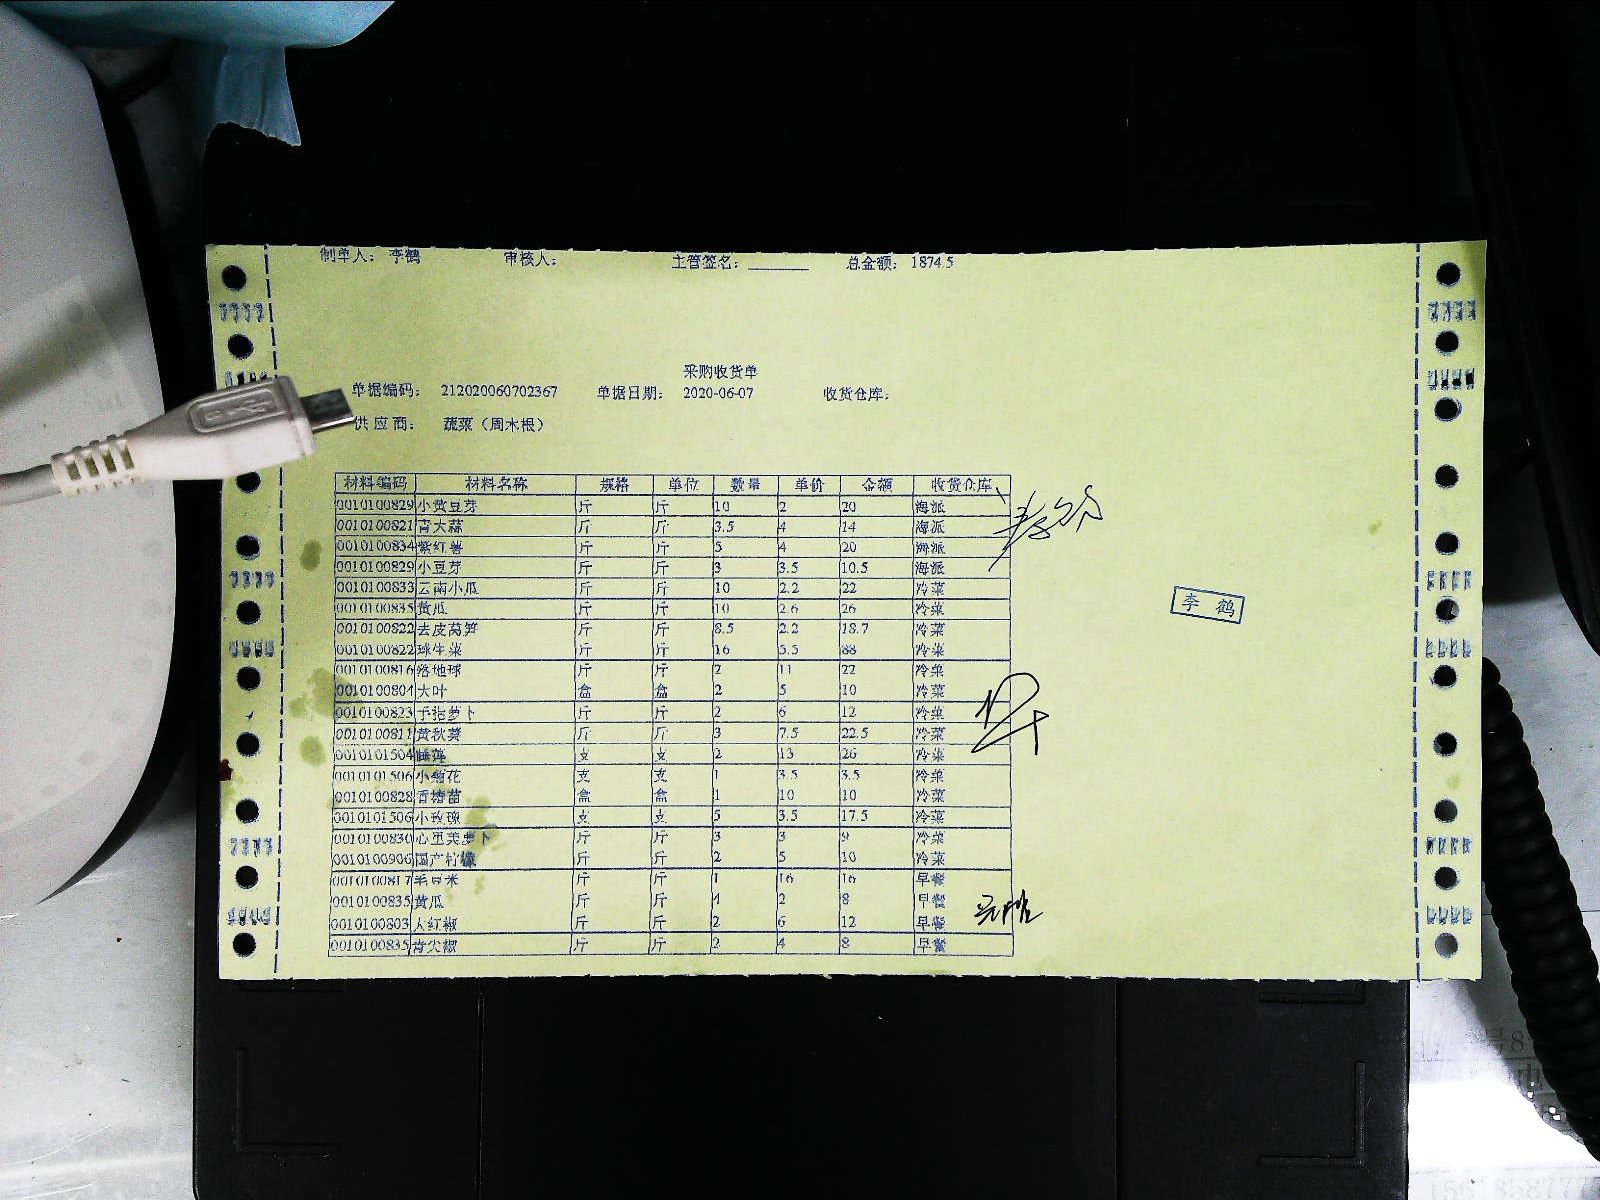 制单人： 李鹤 审核人： 主管签名：_______ 总金额： 1874.5
采购收货单
单据编码： 212020060702367 单据日期： 2020-06-07 收货仓库：
供应商： 蔬菜（周木根）
材料编码 材料名称 规格 单位 数量 单价 金额 收货仓库
0010100829 小黄豆芽 斤 斤 10 2 20 海派
0010100821 青大蒜 斤 斤 3.5 4 14 海派
0010100834 紫红薯 斤 斤 5 4 20 海派
0010100829 小豆芽 斤 斤 3 3.5 10.5 海派
0010100833 云南小瓜 斤 斤 10 2.2 22 冷菜
0010100835 黄瓜 斤 斤 10 2.6 26 冷菜
李鹤
0010100822 去皮莴笋 斤 斤 8.5 2.2 18.7 冷菜
0010100822 球生菜 斤 斤 16 5.5 88 冷菜
0010100816 落地球 斤 斤 2 11 22 冷菜
0010100804 大叶 盒 盒 2 5 10 冷菜
0010100823 手指萝卜 斤 斤 2 6 12 冷菜
0010100811 黄秋葵 斤 斤 3 7.5 22.5 冷菜
0010101504 睡莲 支 支 2 13 26 冷菜
0010101506 小菊花 支 支 1 3.5 3.5 冷菜
0010100828 香椿苗 盒 盒 1 10 10 冷菜
0010101506 小玫瑰 支 支 5 3.5 17.5 冷菜
0010100830 心里美萝卜 斤 斤 3 3 9 冷菜
0010100906 国产柠檬 斤 斤 2 5 10 冷菜
0010100817 毛豆米 斤 斤 1 16 16 早餐
0010100835 黄瓜 斤 斤 4 2 8 早餐
0010100803 大红椒 斤 斤 2 6 12 早餐
0010100835 青尖椒 斤 斤 2 4 8 早餐